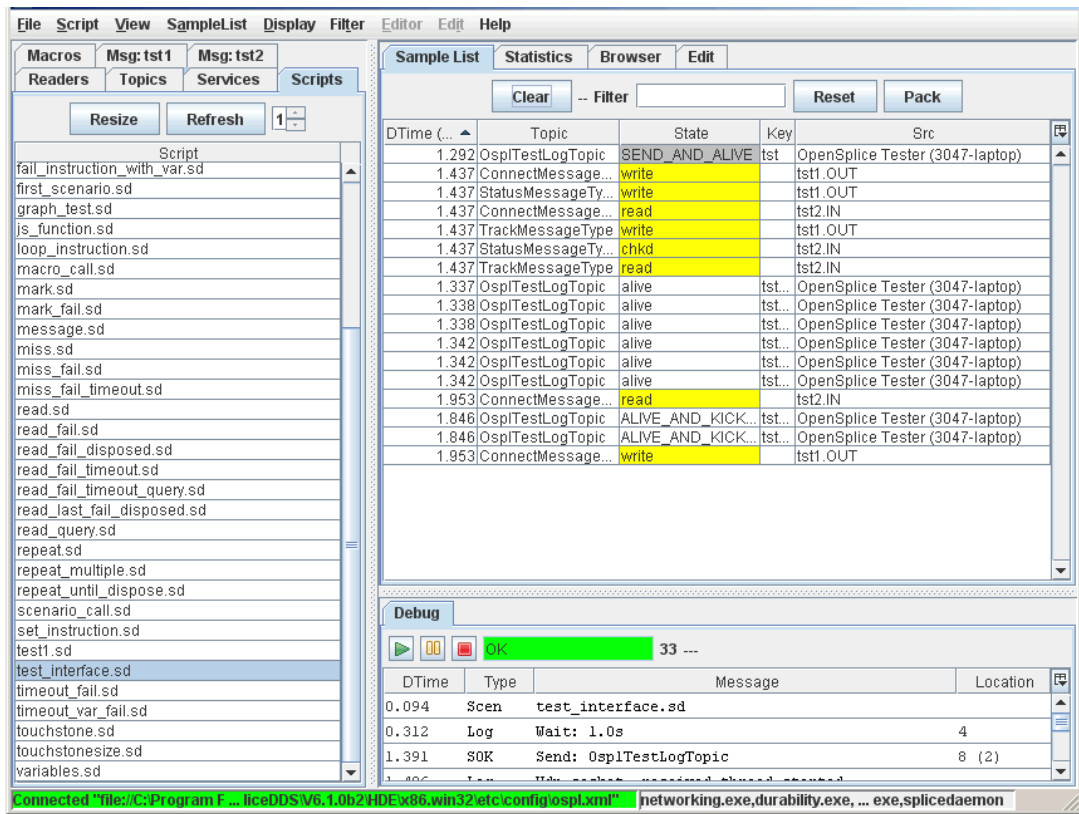 File Script View SampleList Display Filter Editor Edit Help
Macros Msg: tst1 Msg: tst2
Readers Topics Services Scripts
Resize Refresh 1
Script
fail_instruction_with_var.sd
first_scenario.sd
graph_test.sd
js_function.sd
loop_instruction.sd
macro_call.sd
mark.sd
mark_fail.sd
message.sd
miss.sd
miss_fail.sd
miss_fail_timeout.sd
read.sd
read_fail.sd
read_fail_disposed.sd
read_fail_timeout.sd
read_fail_timeout_query.sd
read_last_fail_disposed.sd
read_query.sd
repeat.sd
repeat_multiple.sd
repeat_until_dispose.sd
scenario_call.sd
set_instruction.sd
test1.sd
test_interface.sd
timeout_fail.sd
timeout_var_fail.sd
touchstone.sd
touchstonesize.sd
variables.sd
Sample List Statistics Browser Edit
Clear -- Filter Reset Pack
DTime (... Topic State Key Src
1.292 OsplTestLogTopic SEND_AND_ALIVE tst OpenSplice Tester (3047-laptop)
1.437 ConnectMessage... write tst1.OUT
1.437 StatusMessageTy... write tst1.OUT
1.437 ConnectMessage... read tst2.IN
1.437 TrackMessageType write tst1.OUT
1.437 StatusMessageTy... chkd tst2.IN
1.437 TrackMessageType read tst2.IN
1.337 OsplTestLogTopic alive tst... OpenSplice Tester (3047-laptop)
1.338 OsplTestLogTopic alive tst... OpenSplice Tester (3047-laptop)
1.338 OsplTestLogTopic alive tst... OpenSplice Tester (3047-laptop)
1.342 OsplTestLogTopic alive tst... OpenSplice Tester (3047-laptop)
1.342 OsplTestLogTopic alive tst... OpenSplice Tester (3047-laptop)
1.342 OsplTestLogTopic alive tst... OpenSplice Tester (3047-laptop)
1.953 ConnectMessage... read tst2.IN
1.846 OsplTestLogTopic ALIVE_AND_KICK... tst... OpenSplice Tester (3047-laptop)
1.846 OsplTestLogTopic ALIVE_AND_KICK... tst... OpenSplice Tester (3047-laptop)
1.953 ConnectMessage... write tst1.OUT
Debug
OK 33 ---
DTime Type Message Location
0.094 Scen test_interface.sd
0.312 Log Wait: 1.0s 4
1.391 SOK Send: OsplTestLogTopic 8 (2)
Connected "file://C:\Program F ... liceDDS\V6.1.0b2\HDE\x86.win32\etc\config\ospl.xml" networking.exe,durability.exe, ... exe,splicedaemon